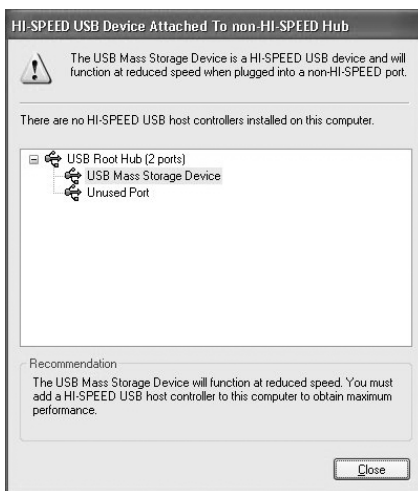 HI-SPEED USB Device Attached To non-HI-SPEED Hub
The USB Mass Storage Device is a HI-SPEED USB device and will
function at reduced speed when plugged into a non-HI-SPEED port.
There are no HI-SPEED USB host controllers installed on this computer.
USB Root Hub (2 ports)
USB Mass Storage Device
Unused Port
Recommendation
The USB Mass Storage Device will function at reduced speed. You must
add a HI-SPEED USB host controller to this computer to obtain maximum
performance.
Close